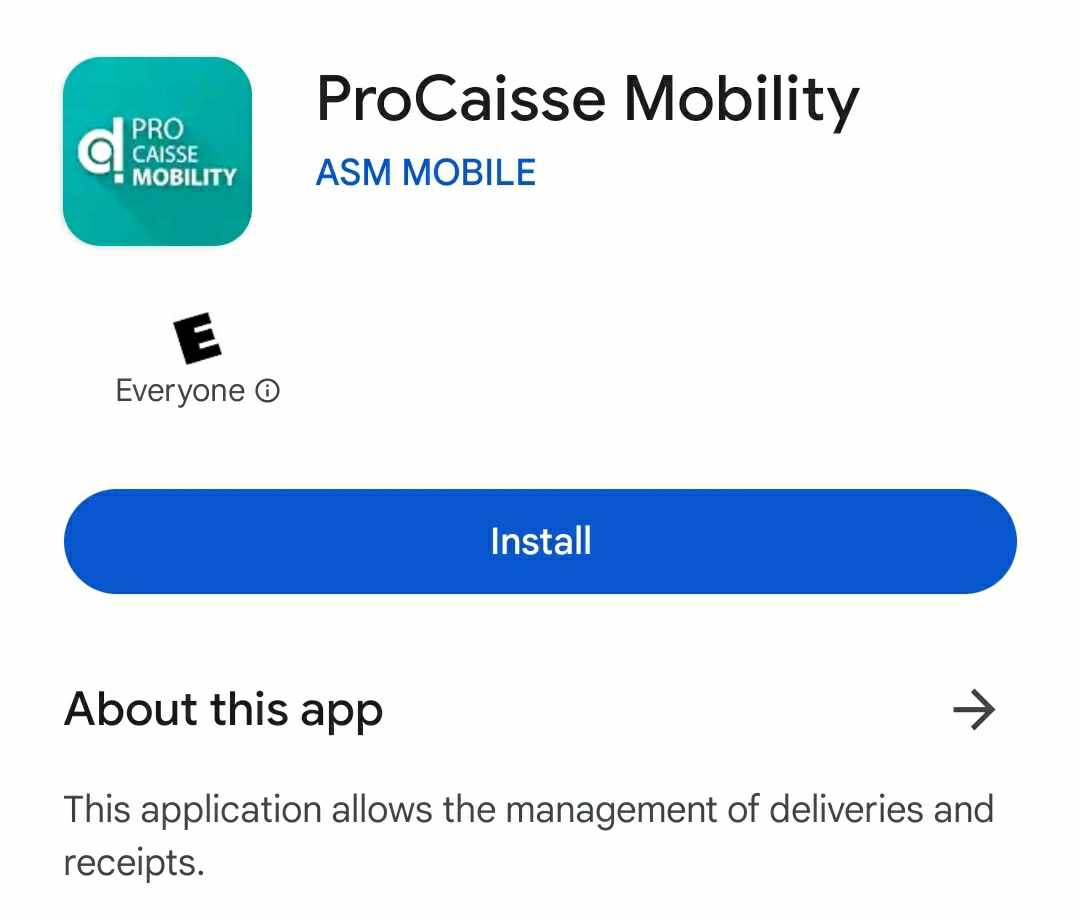 PRO
CAISSE
MOBILITY
ProCaisse Mobility
ASM MOBILE
E
Everyone
Install
About this app
This application allows the management of deliveries and
receipts.